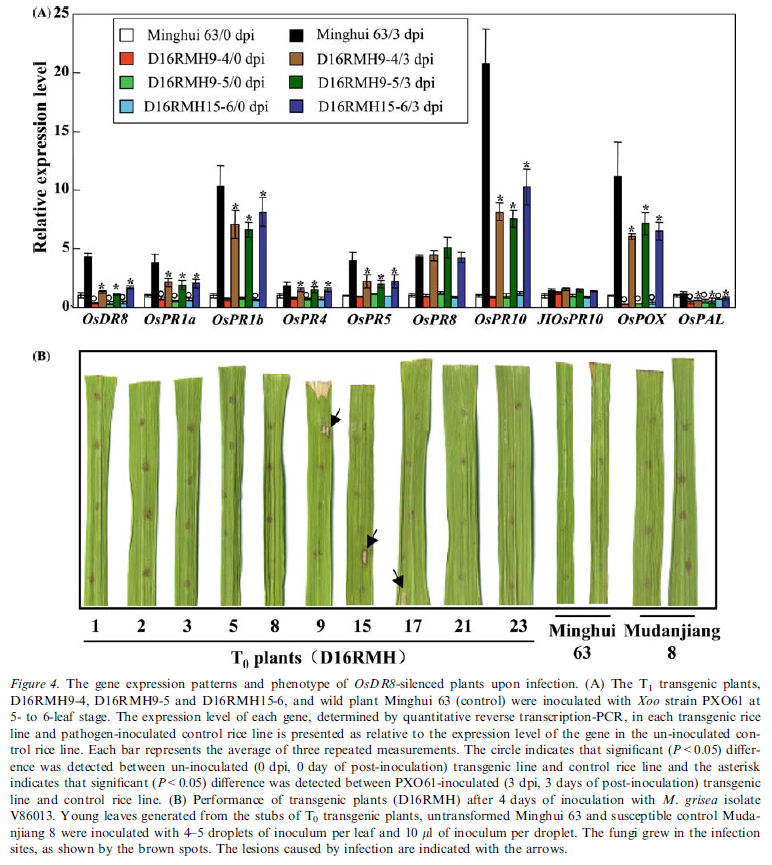 (A) 25
20
15
10
5
0
Relative expression level
Minghui 63/0 dpi Minghui 63/3 dpi
D16RMH9-4/0 dpi D16RMH9-4/3 dpi
D16RMH9-5/0 dpi D16RMH9-5/3 dpi
D16RMH15-6/0 dpi D16RMH15-6/3 dpi
OsDR8 OsPR1a OsPR1b OsPR4 OsPR5 OsPR8 OsPR10 JIOsPR10 OsPOX OsPAL
(B)
1 2 3 5 8 9 15 17 21 23 Minghui Mudanjiang
63 8
T0 plants (D16RMH)
Figure 4. The gene expression patterns and phenotype of OsDR8-silenced plants upon infection. (A) The T1 transgenic plants,
D16RMH9-4, D16RMH9-5 and D16RMH15-6, and wild plant Minghui 63 (control) were inoculated with Xoo strain PXO61 at
5- to 6-leaf stage. The expression level of each gene, determined by quantitative reverse transcription-PCR, in each transgenic rice
line and pathogen-inoculated control rice line is presented as relative to the expression level of the gene in the un-inoculated con-
trol rice line. Each bar represents the average of three repeated measurements. The circle indicates that significant (P < 0.05) differ-
ence was detected between un-inoculated (0 dpi, 0 day of post-inoculation) transgenic line and control rice line and the asterisk
indicates that significant (P < 0.05) difference was detected between PXO61-inoculated (3 dpi, 3 days of post-inoculation) transgenic
line and control rice line. (B) Performance of transgenic plants (D16RMH) after 4 days of inoculation with M. grisea isolate
V86013. Young leaves generated from the stubs of T0 transgenic plants, untransformed Minghui 63 and susceptible control Muda-
njiang 8 were inoculated with 4–5 droplets of inoculum per leaf and 10 μl of inoculum per droplet. The fungi grew in the infection
sites, as shown by the brown spots. The lesions caused by infection are indicated with the arrows.